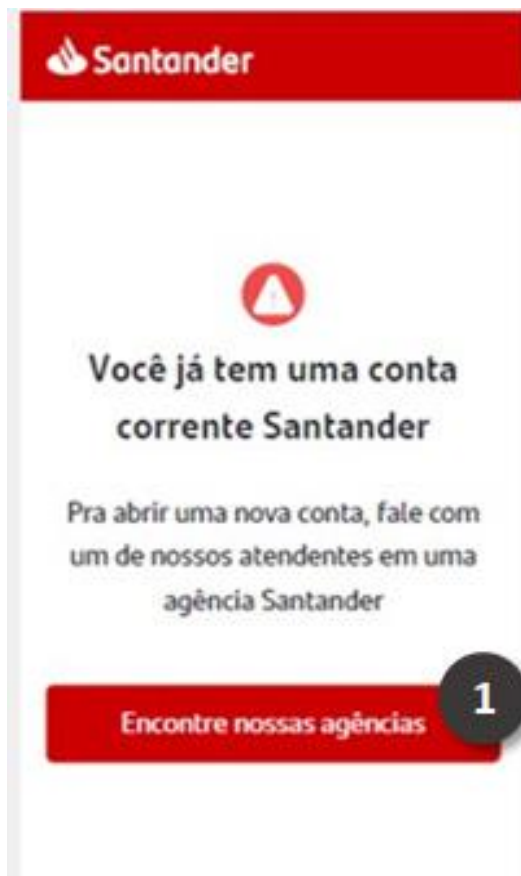 Santander
Você já tem uma conta
corrente Santander
Pra abrir uma nova conta, fale com
um de nossos atendentes em uma
agência Santander
Encontre nossas agências
1